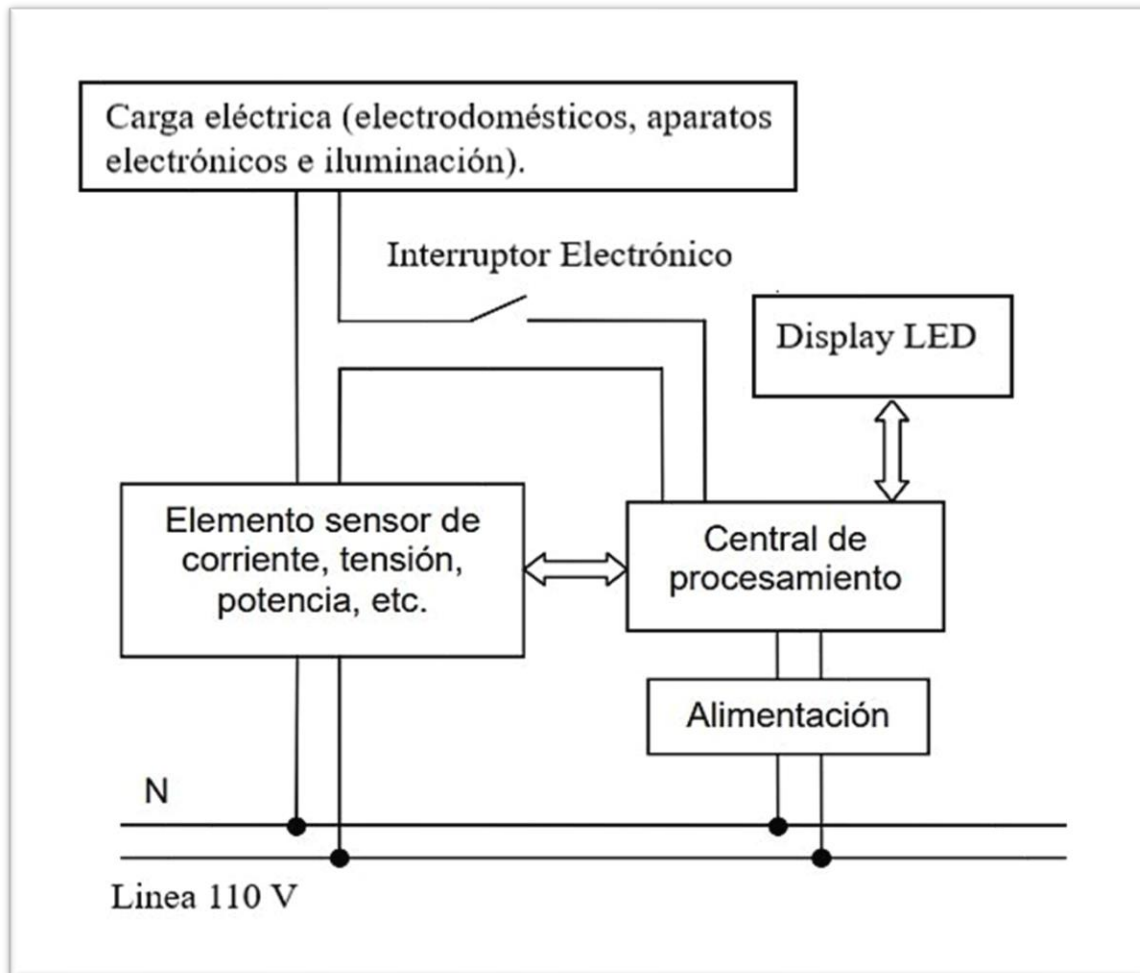 Carga eléctrica (electrodomésticos, aparatos
electrónicos e iluminación).
Interruptor Electrónico
Display LED
Elemento sensor de
corriente, tensión,
potencia, etc.
Central de
procesamiento
Alimentación
N
Linea 110 V